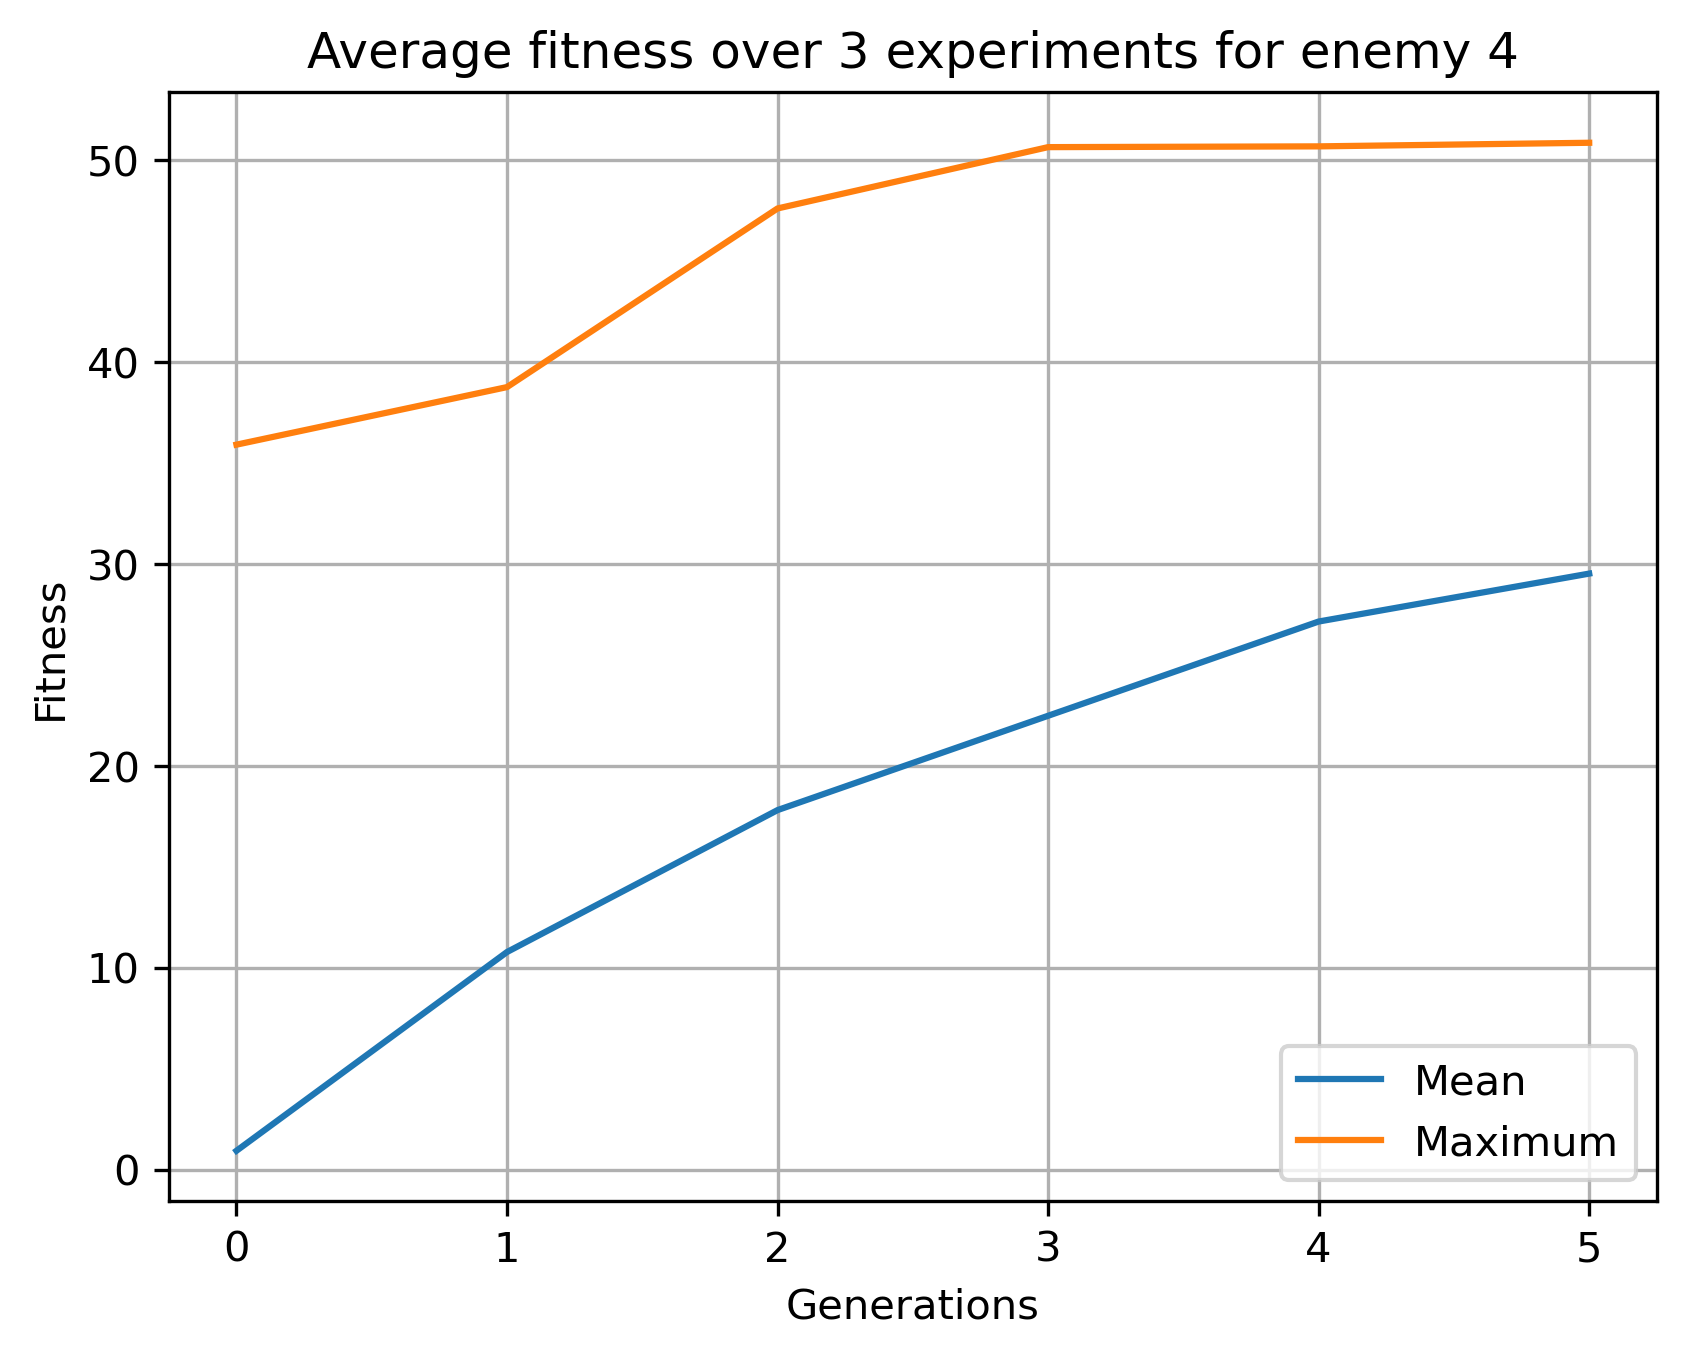 Average fitness over 3 experiments for enemy 4
50
40
30
20
10
0
Fitness
Mean
Maximum
0 1 2 3 4 5
Generations